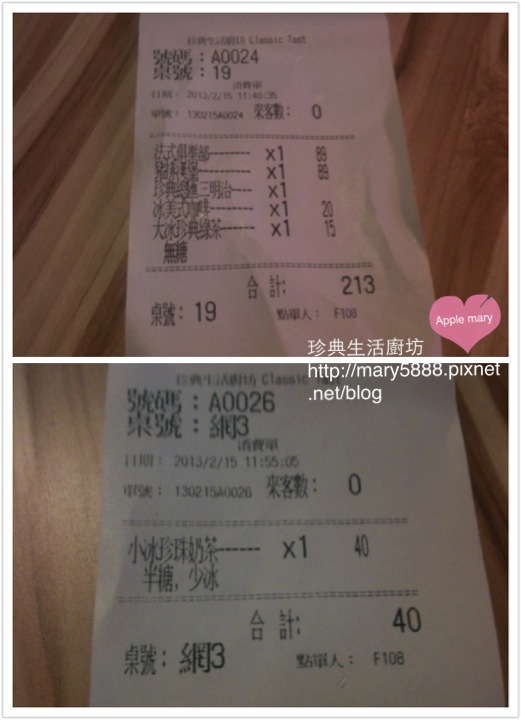 珍典生活廚坊 Classic Test
號碼：A0024
桌號：19
消費單
日期： 2013/2/15 11:40:35
單號： 130215A0024 來客數： 0
法式俱樂部------- x1 89
x1 89
珍典總匯三明治---- x1
冰美式咖啡------- x1 20
大冰珍典綠茶----- x1 15
無糖
合 計: 213
桌號：19 點單人： F108
Apple mary
珍典生活廚坊
http://mary5888.pixnet
.net/blog
珍典生活廚坊 Classic Test
號碼：A0026
桌號：網3
消費單
日期： 2013/2/15 11:55:05
單號： 130215A0026 來客數： 0
小冰珍珠奶茶------ x1 40
半糖, 少冰
合 計: 40
桌號：網3 點單人： F108